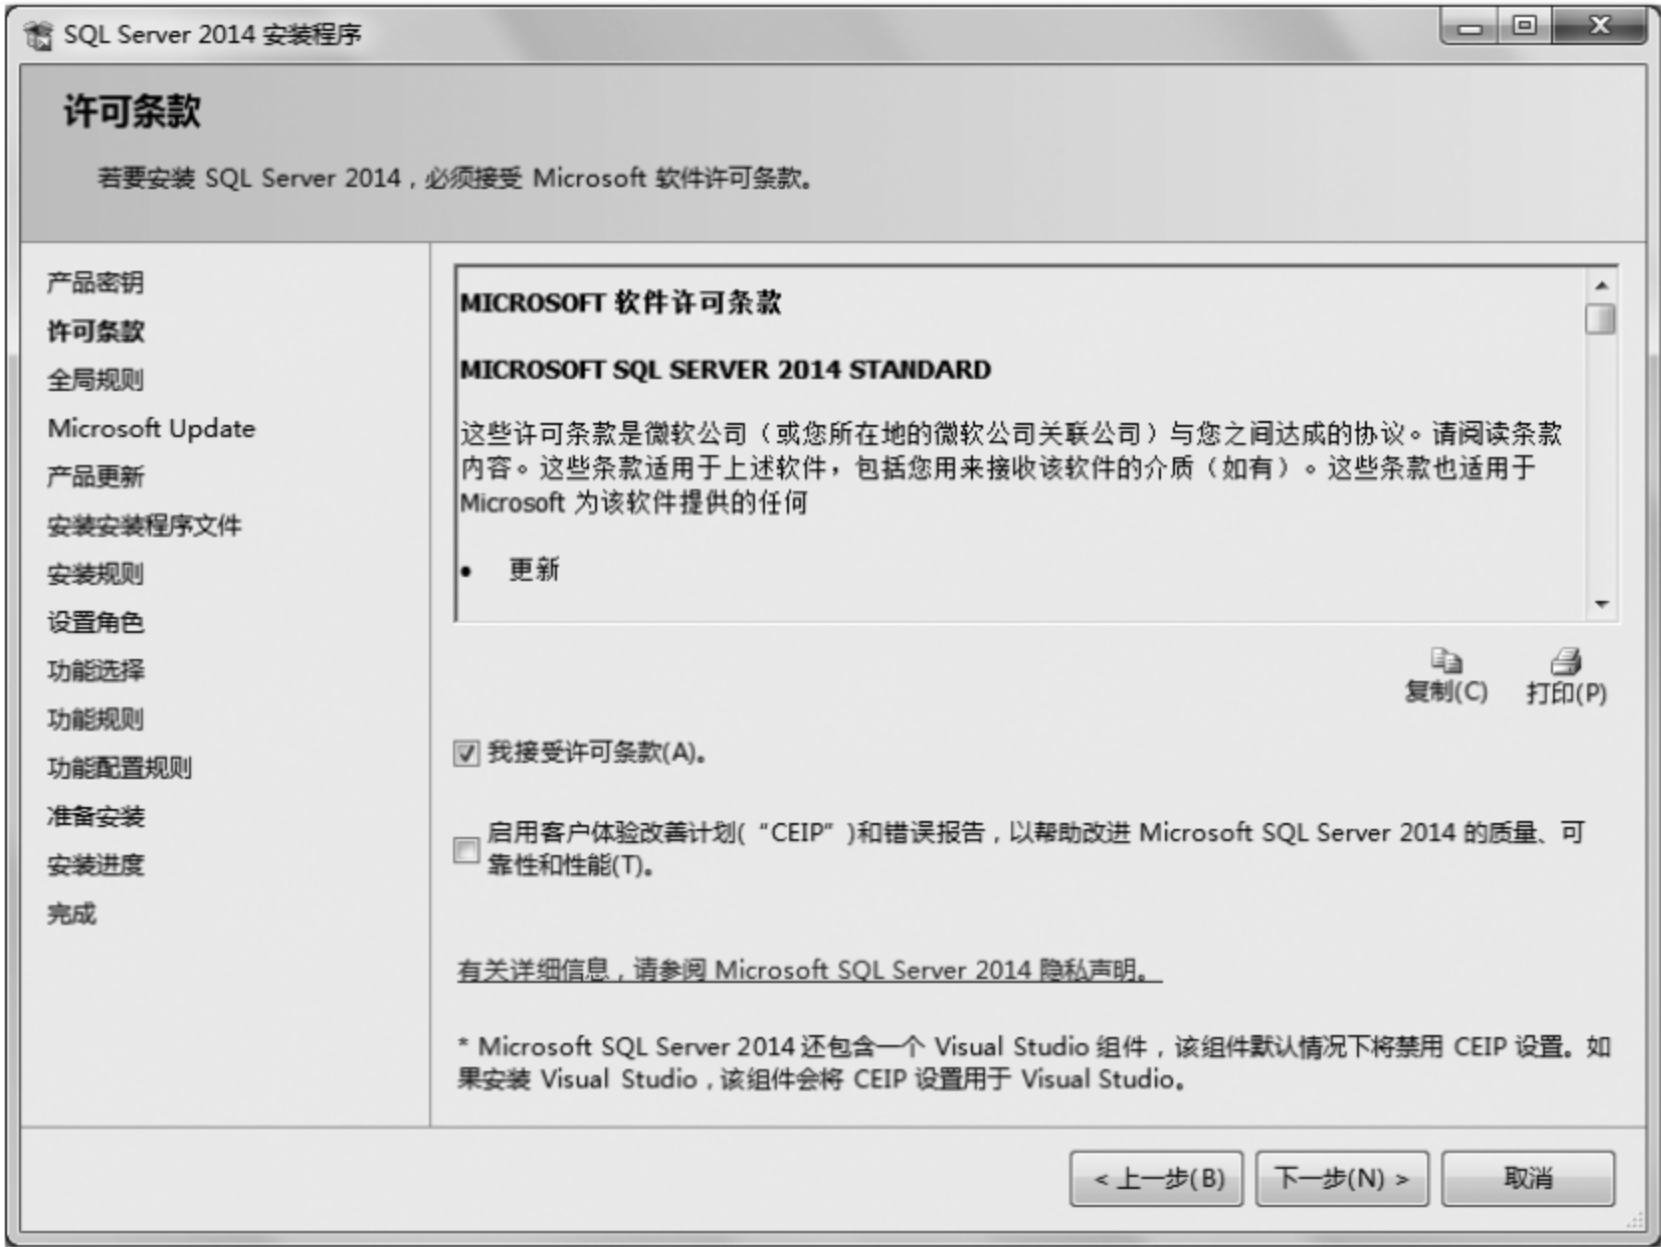 SQL Server 2014 安装程序
许可条款
若要安装 SQL Server 2014，必须接受 Microsoft 软件许可条款。
产品密钥
许可条款
全局规则
Microsoft Update
产品更新
安装安装程序文件
安装规则
设置角色
功能选择
功能规则
功能配置规则
准备安装
安装进度
完成
MICROSOFT 软件许可条款
MICROSOFT SQL SERVER 2014 STANDARD
这些许可条款是微软公司（或您所在地的微软公司关联公司）与您之间达成的协议。请阅读条款
内容。这些条款适用于上述软件，包括您用来接收该软件的介质（如有）。这些条款也适用于
Microsoft 为该软件提供的任何
• 更新
复制(C) 打印(P)
我接受许可条款(A)。
启用客户体验改善计划(“CEIP”)和错误报告，以帮助改进 Microsoft SQL Server 2014 的质量、可
靠性和性能(T)。
有关详细信息，请参阅 Microsoft SQL Server 2014 隐私声明。
* Microsoft SQL Server 2014 还包含一个 Visual Studio 组件，该组件默认情况下将禁用 CEIP 设置。如
果安装 Visual Studio，该组件会将 CEIP 设置用于 Visual Studio。
< 上一步(B) 下一步(N) > 取消